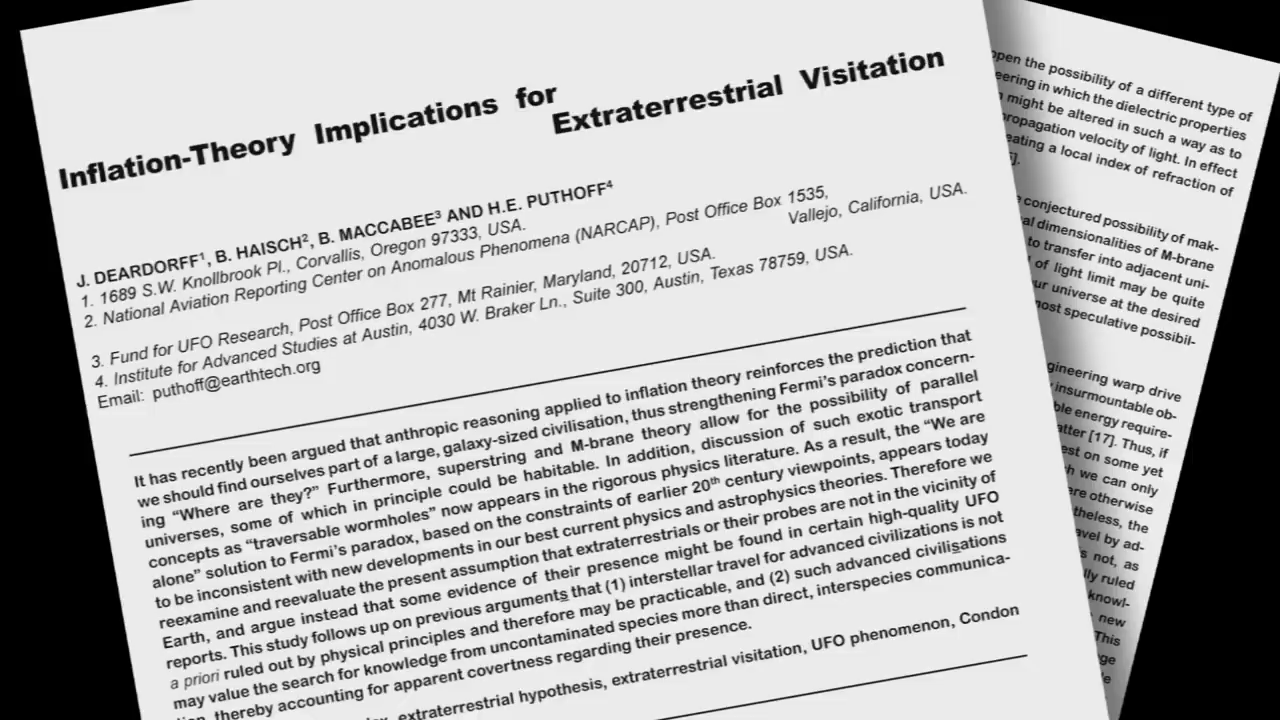 Inflation-Theory Implications for
Extraterrestrial Visitation
J. DEARDORFF¹, B. HAISCH², B. MACCABEE³ AND H.E. PUTHOFF⁴
1. 1689 S.W. Knollbrook Pl., Corvallis, Oregon 97333, USA.
2. National Aviation Reporting Center on Anomalous Phenomena (NARCAP), Post Office Box 1535,
Vallejo, California, USA.
3. Fund for UFO Research, Post Office Box 277, Mt Rainier, Maryland, 20712, USA.
4. Institute for Advanced Studies at Austin, 4030 W. Braker Ln., Suite 300, Austin, Texas 78759, USA.
Email: puthoff@earthtech.org
It has recently been argued that anthropic reasoning applied to inflation theory reinforces the prediction that
we should find ourselves part of a large, galaxy-sized civilisation, thus strengthening Fermi's paradox concern-
ing "Where are they?" Furthermore, superstring and M-brane theory allow for the possibility of parallel
universes, some of which in principle could be habitable. In addition, discussion of such exotic transport
concepts as "traversable wormholes" now appears in the rigorous physics literature. As a result, the "We are
alone" solution to Fermi's paradox, based on the constraints of earlier 20th century viewpoints, appears today
to be inconsistent with new developments in our best current physics and astrophysics theories. Therefore we
reexamine and reevaluate the present assumption that extraterrestrials or their probes are not in the vicinity of
Earth, and argue instead that some evidence of their presence might be found in certain high-quality UFO
reports. This study follows up on previous arguments that (1) interstellar travel for advanced civilizations is not
a priori ruled out by physical principles and therefore may be practicable, and (2) such advanced civilisations
may value the search for knowledge from uncontaminated species more than direct, interspecies communica-
tion, thereby accounting for apparent covertness regarding their presence.
extraterrestrial hypothesis, extraterrestrial visitation, UFO phenomenon, London
open the possibility of a different type of
eering in which the dielectric properties
might be altered in such a way as to
propagation velocity of light. In effect
eating a local index of refraction of
conjectured possibility of mak-
al dimensionalities of M-brane
to transfer into adjacent uni-
of light limit may be quite
ur universe at the desired
most speculative possibil-
gineering warp drive
insurmountable ob-
ble energy require-
atter [17]. Thus, if
est on some yet
h we can only
ere otherwise
theless, the
avel by ad-
s not, as
ly ruled
knowl-
new
This
ge